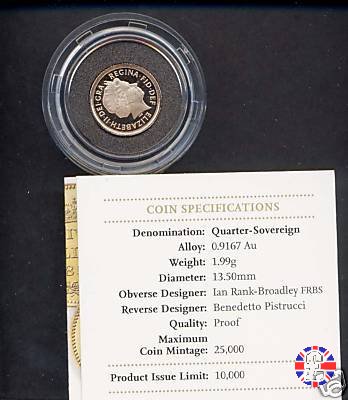 ELIZABETH·II·DEI·GRA REGINA·FID·DEF
COIN SPECIFICATIONS
Denomination: Quarter-Sovereign
Alloy: 0.9167 Au
Weight: 1.99g
Diameter: 13.50mm
Obverse Designer: Ian Rank-Broadley FRBS
Reverse Designer: Benedetto Pistrucci
Quality: Proof
Maximum
Coin Mintage: 25,000
Product Issue Limit: 10,000
£